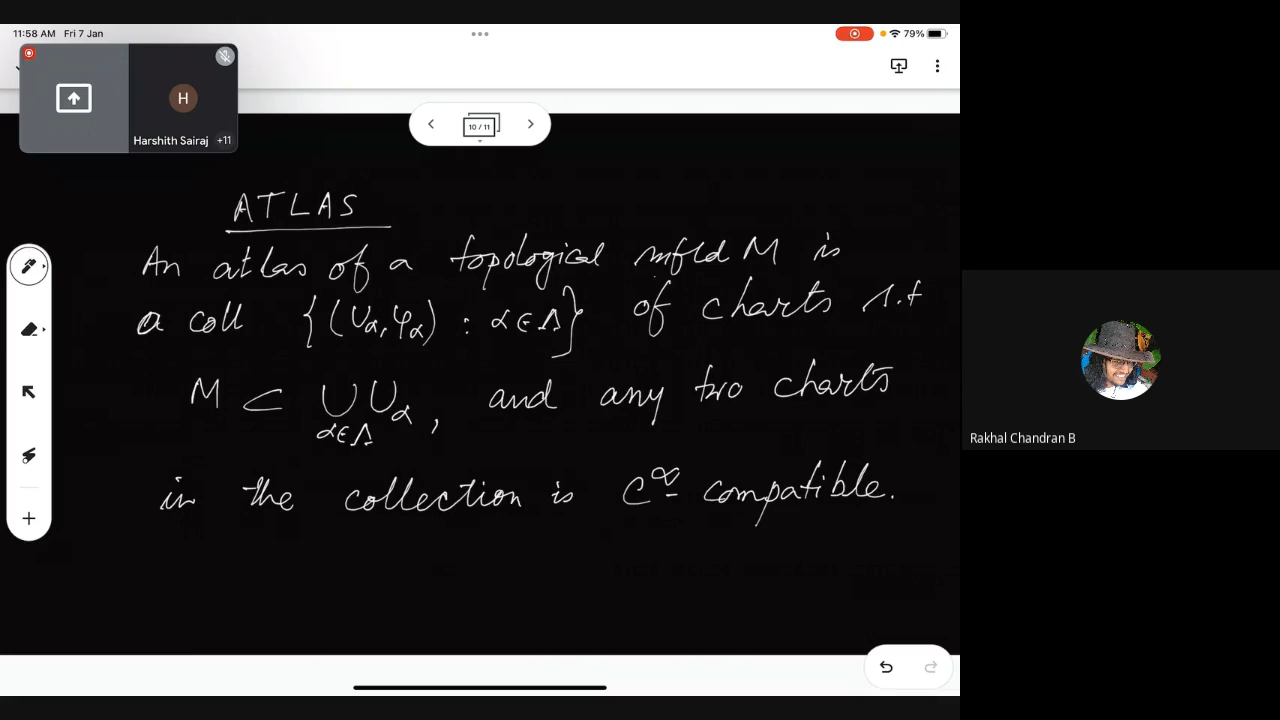 11:58 AM Fri 7 Jan
79%
H
Harshith Sairaj +11
10 / 11
ATLAS
An atlas of a topological mfld M is
a coll {(Uα, φα) : α ∈ Λ} of charts s.t
M ⊂ ⋃ Uα, and any two charts
α∈Λ
in the collection is C^∞- compatible.
Rakhal Chandran B